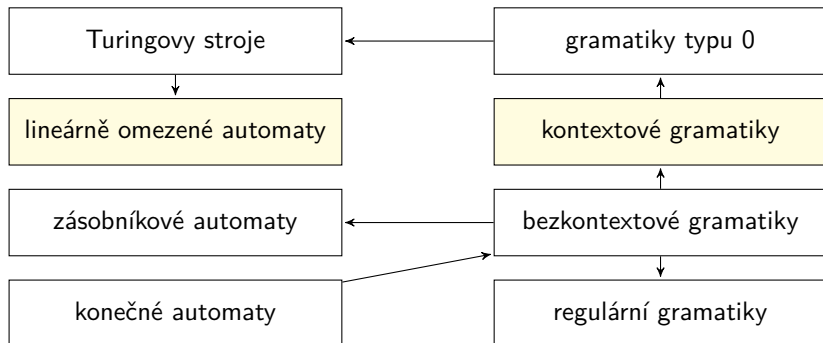 Turingovy stroje
gramatiky typu 0
lineárně omezené automaty
kontextové gramatiky
zásobníkové automaty
bezkontextové gramatiky
konečné automaty
regulární gramatiky